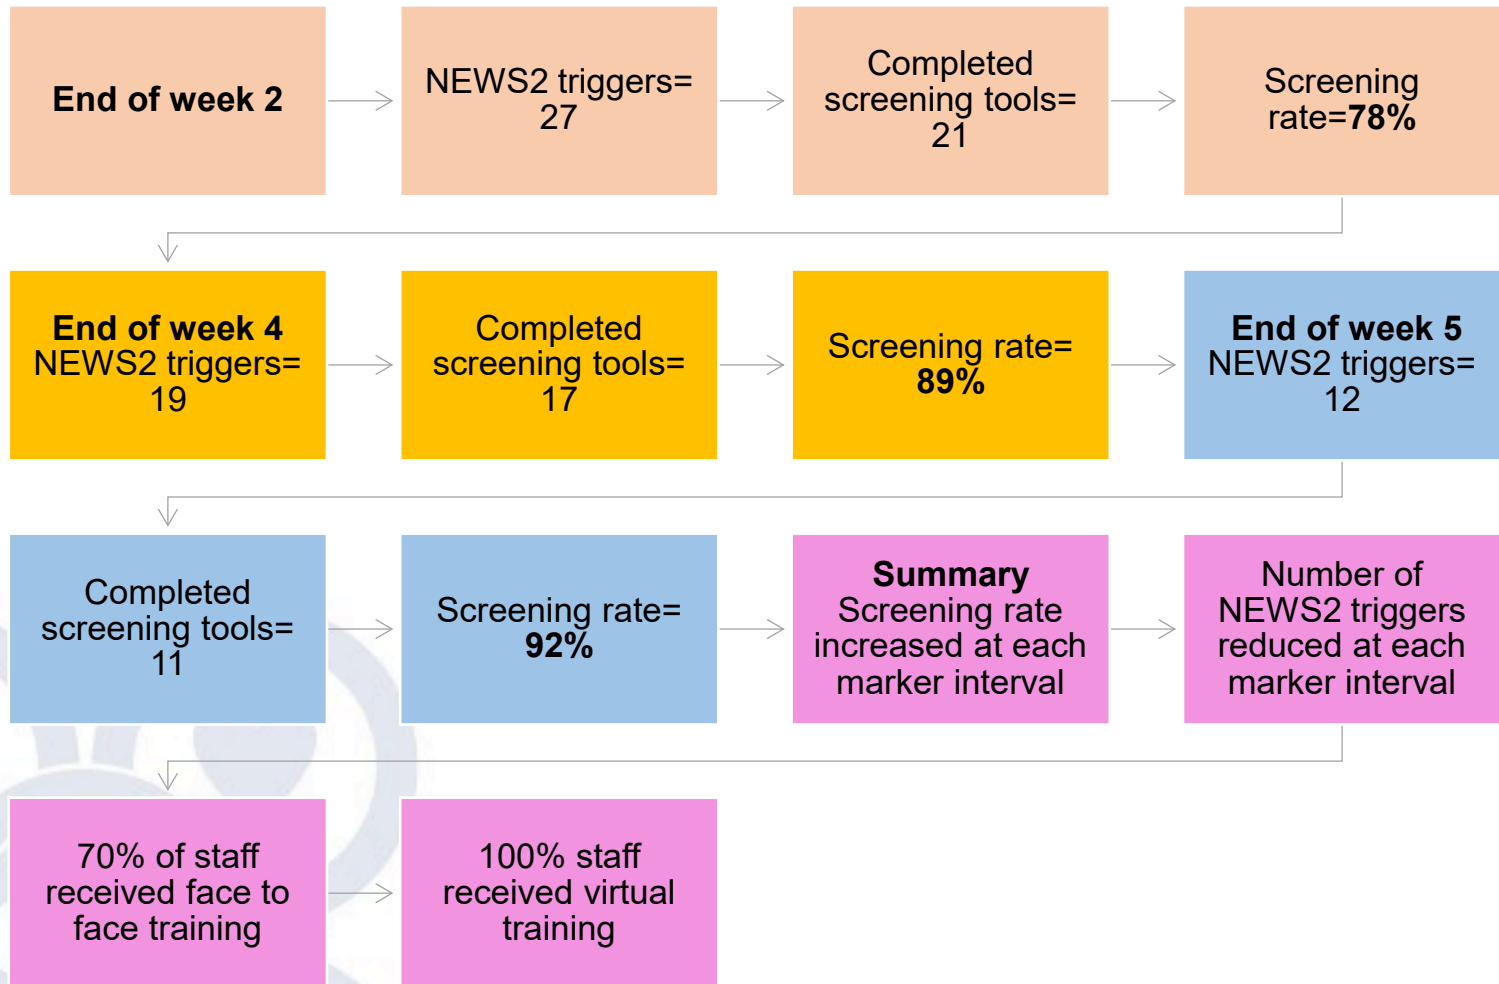 End of week 2
NEWS2 triggers=
27
Completed
screening tools=
21
Screening
rate=78%
End of week 4
NEWS2 triggers=
19
Completed
screening tools=
17
Screening rate=
89%
End of week 5
NEWS2 triggers=
12
Completed
screening tools=
11
Screening rate=
92%
Summary
Screening rate
increased at each
marker interval
Number of
NEWS2 triggers
reduced at each
marker interval
70% of staff
received face to
face training
100% staff
received virtual
training